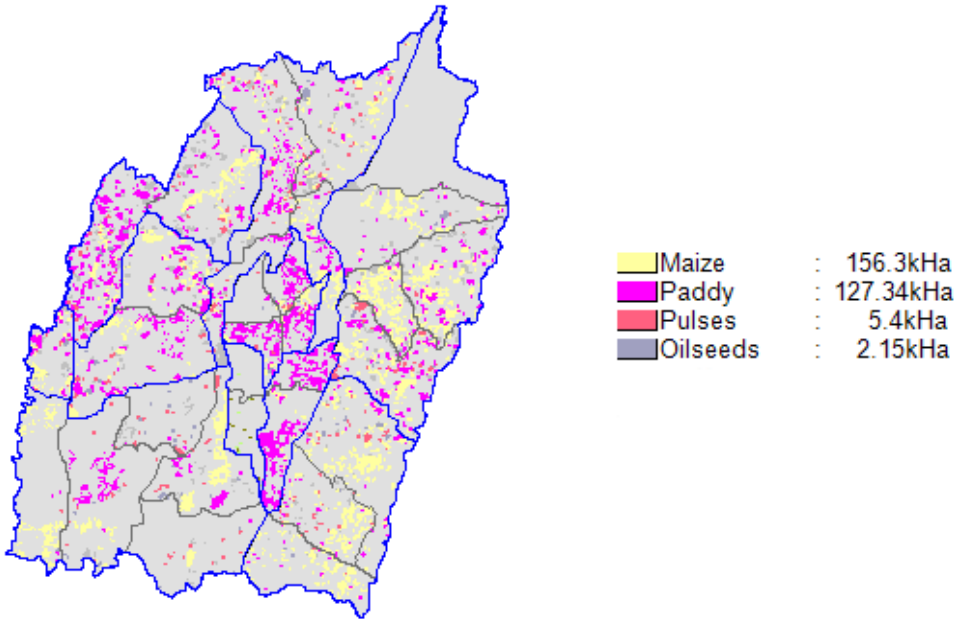 Maize : 156.3kHa
Paddy : 127.34kHa
Pulses : 5.4kHa
Oilseeds : 2.15kHa